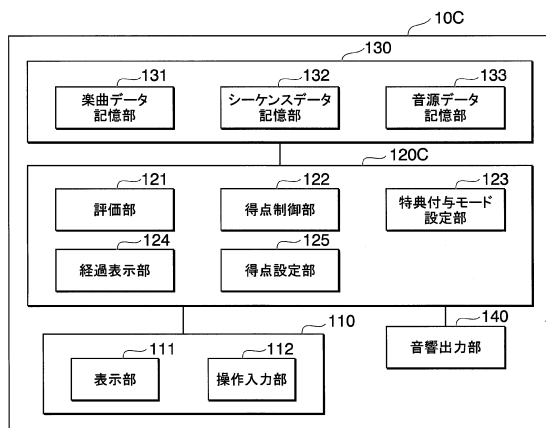 10C
130
131
132
133
楽曲データ
記憶部
シーケンスデータ
記憶部
音源データ
記憶部
120C
121
122
123
評価部
得点制御部
特典付与モード
設定部
124
125
経過表示部
得点設定部
110
140
111
112
表示部
操作入力部
音響出力部